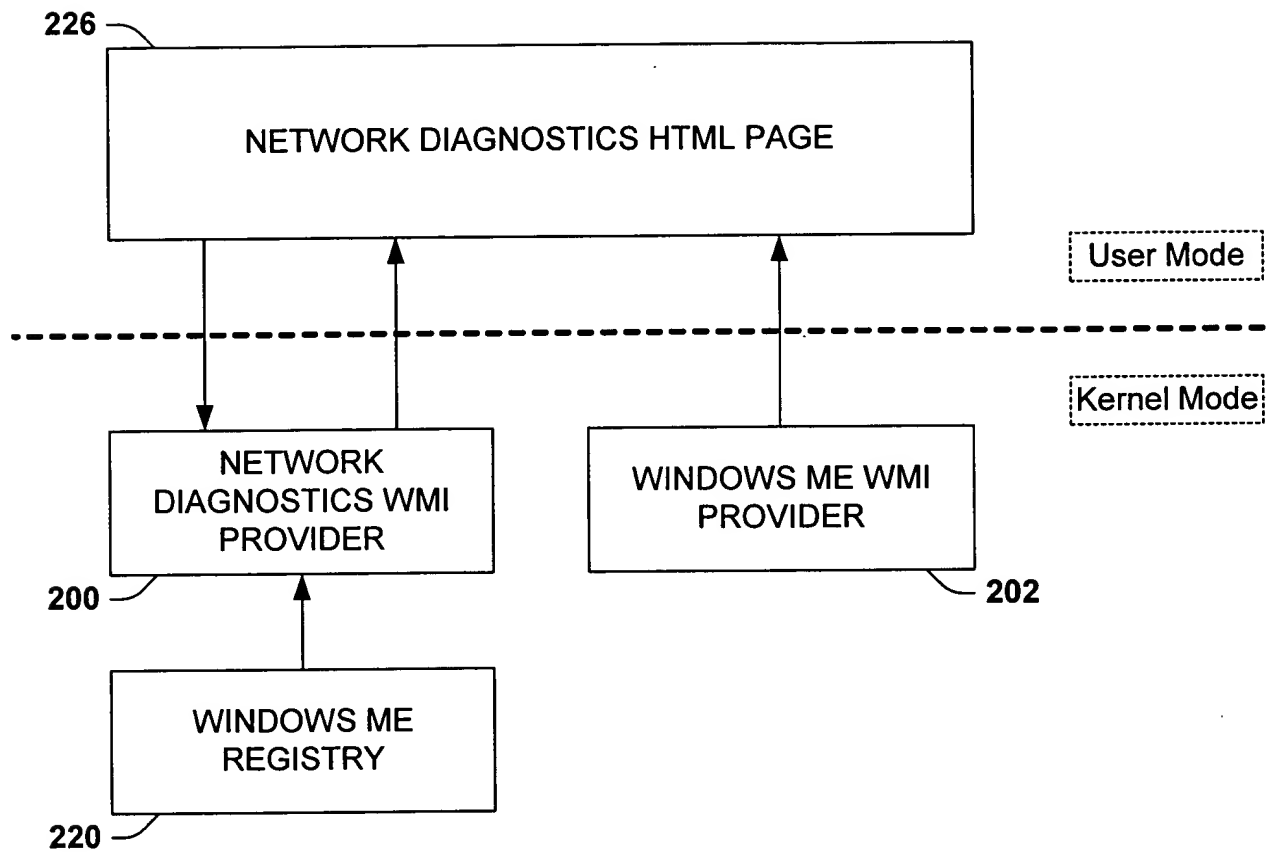 226
NETWORK DIAGNOSTICS HTML PAGE
User Mode
Kernel Mode
NETWORK
DIAGNOSTICS WMI
PROVIDER
WINDOWS ME WMI
PROVIDER
200
202
WINDOWS ME
REGISTRY
220